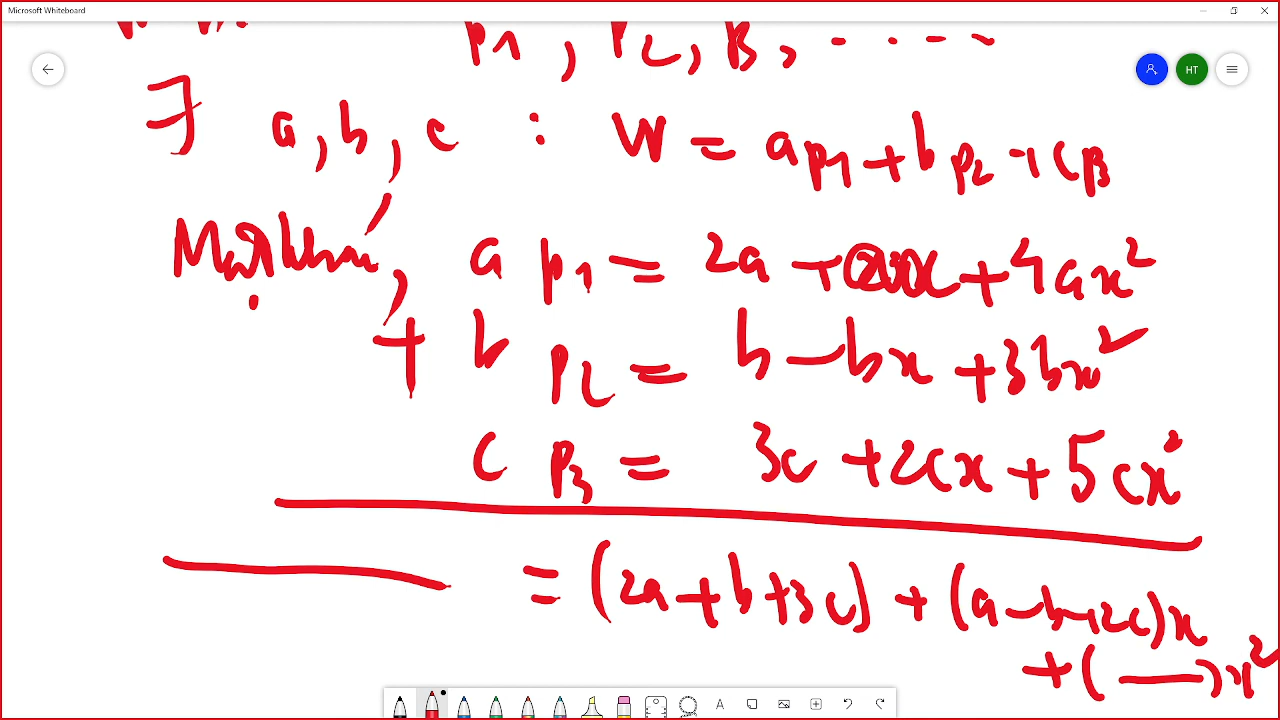 Microsoft Whiteboard
p1, p2, p3, ....
HT
∃ a, b, c : W = ap1 + bp2 + cp3
a p1 = 2a + x + 4ax²
+ b p2 = b - bx + 3bx²
c p3 = 3c + 2cx + 5cx²
= (2a + b + 3c) + (a - b + 2c)x
+ ( — )x²